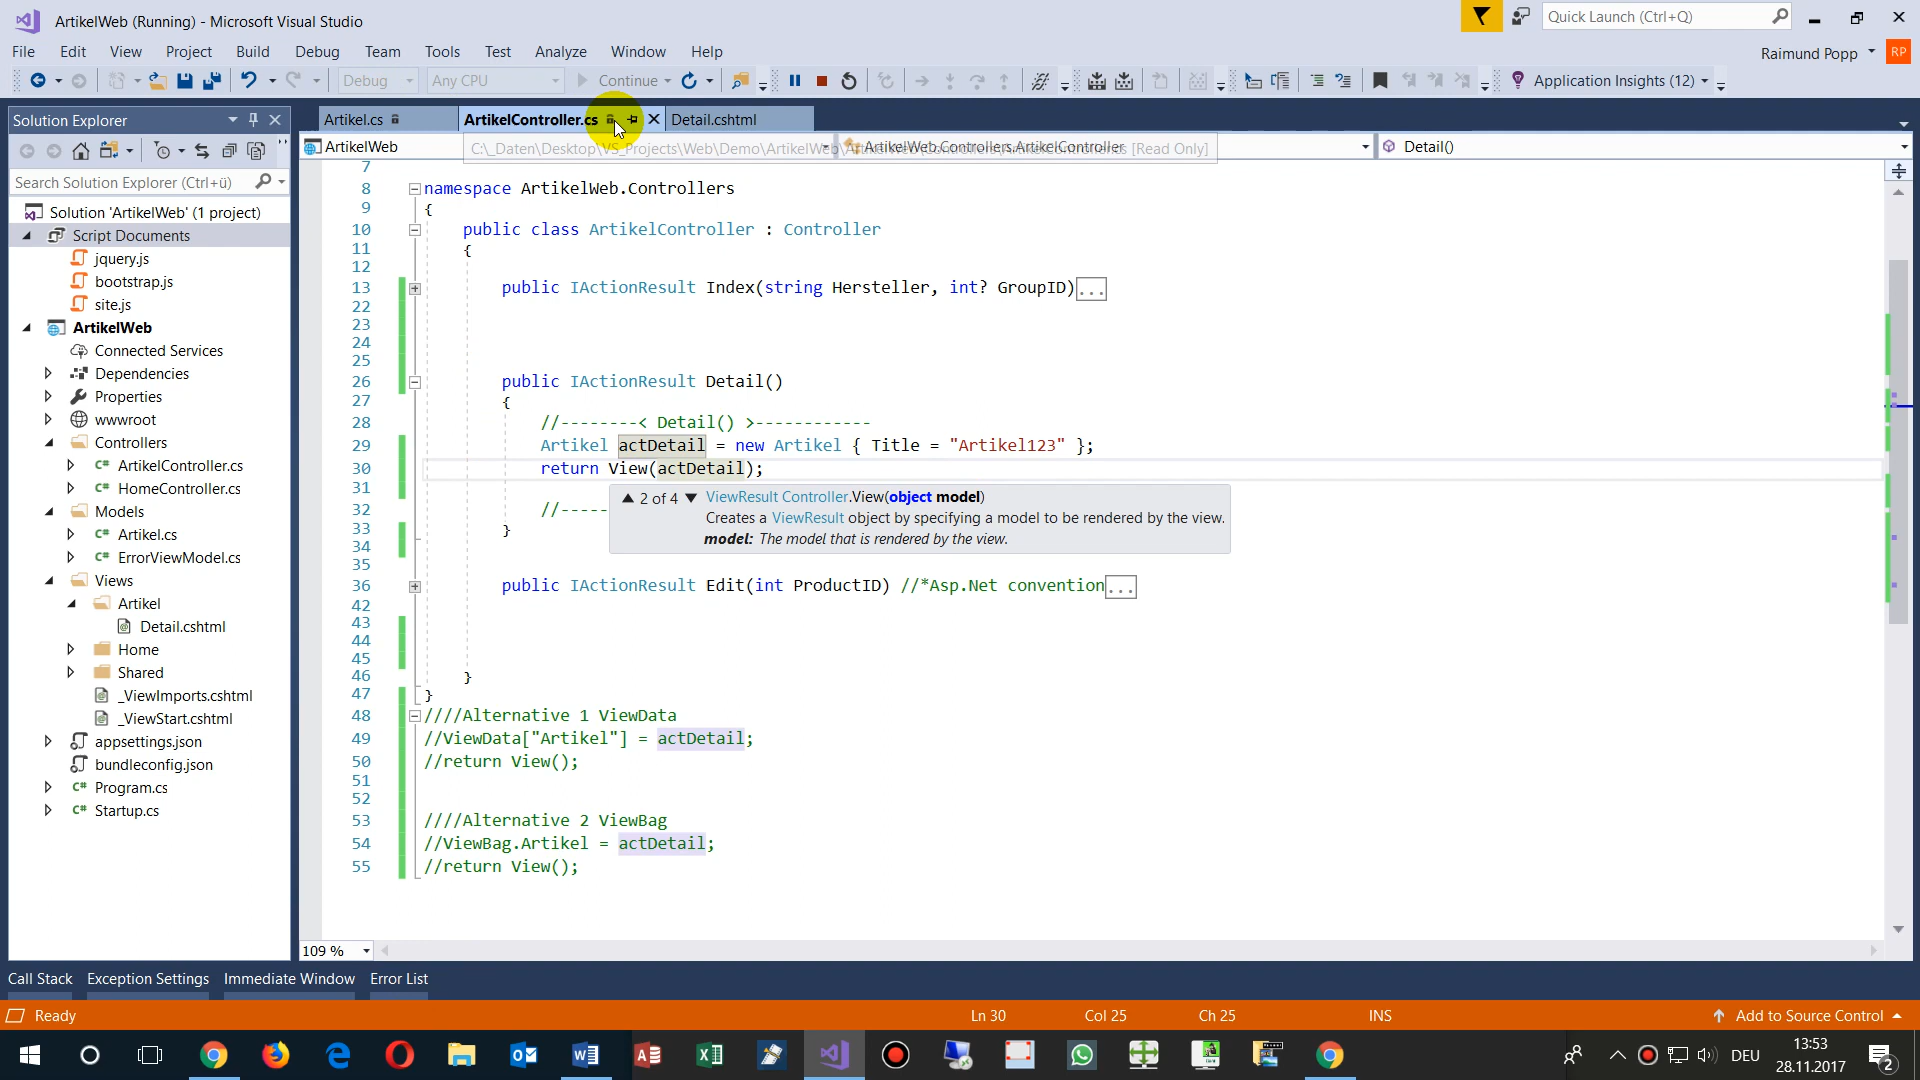 ArtikelWeb (Running) - Microsoft Visual Studio
Quick Launch (Ctrl+Q)
File Edit View Project Build Debug Team Tools Test Analyze Window Help
Raimund Popp RP
Debug Any CPU Continue Application Insights (12)
Solution Explorer
Artikel.cs ArtikelController.cs Detail.cshtml
ArtikelWeb ArtikelWeb.Controllers.ArtikelController Detail()
Search Solution Explorer (Ctrl+ü)
Solution 'ArtikelWeb' (1 project)
Script Documents
jquery.js
bootstrap.js
site.js
ArtikelWeb
Connected Services
Dependencies
Properties
wwwroot
Controllers
C# ArtikelController.cs
C# HomeController.cs
Models
C# Artikel.cs
C# ErrorViewModel.cs
Views
Artikel
Detail.cshtml
Home
Shared
_ViewImports.cshtml
_ViewStart.cshtml
appsettings.json
bundleconfig.json
C# Program.cs
C# Startup.cs
7
8 namespace ArtikelWeb.Controllers
9 {
10 public class ArtikelController : Controller
11 {
12
13 public IActionResult Index(string Hersteller, int? GroupID)...
22
23
24
25
26 public IActionResult Detail()
27 {
28 //--------< Detail() >------------
29 Artikel actDetail = new Artikel { Title = "Artikel123" };
30 return View(actDetail);
31
32 //-----
33 }
34
35
36 public IActionResult Edit(int ProductID) //*Asp.Net convention...
42
43
44
45
46 }
47 }
48 ////Alternative 1 ViewData
49 //ViewData["Artikel"] = actDetail;
50 //return View();
51
52
53 ////Alternative 2 ViewBag
54 //ViewBag.Artikel = actDetail;
55 //return View();
▲ 2 of 4 ▼ ViewResult Controller.View(object model)
Creates a ViewResult object by specifying a model to be rendered by the view.
model: The model that is rendered by the view.
109 %
Call Stack Exception Settings Immediate Window Error List
Ready Ln 30 Col 25 Ch 25 INS Add to Source Control
DEU
13:53
28.11.2017
2